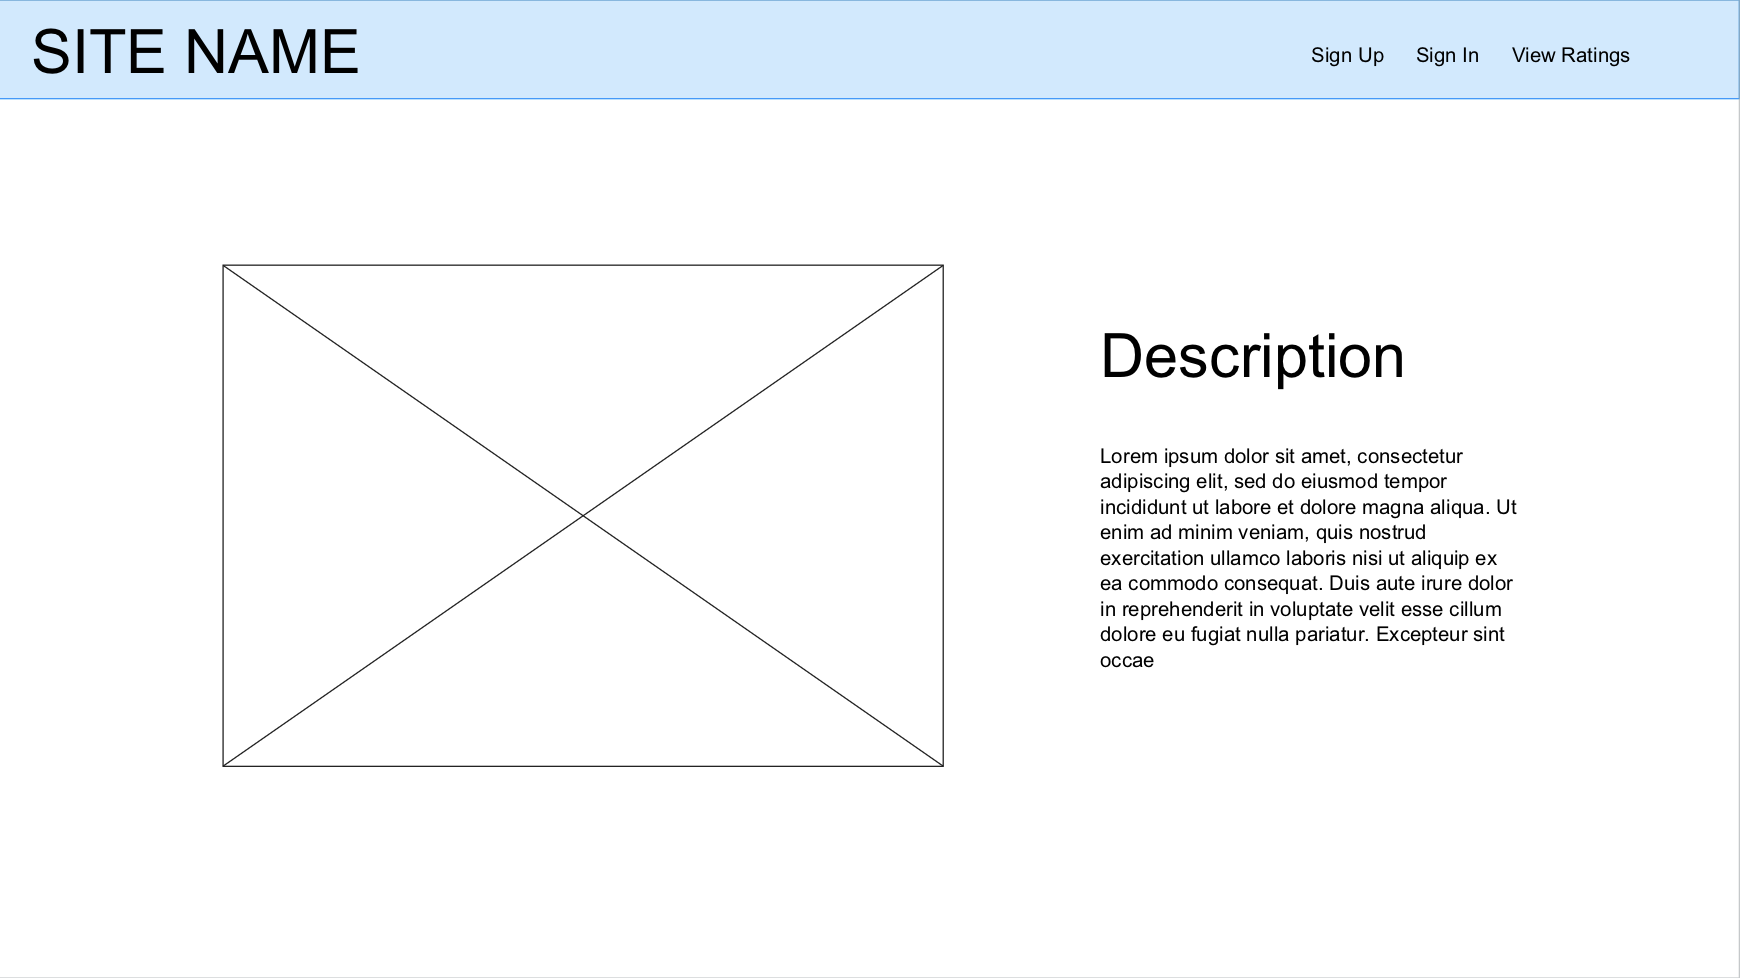 SITE NAME
Sign Up Sign In View Ratings
Description
Lorem ipsum dolor sit amet, consectetur
adipiscing elit, sed do eiusmod tempor
incididunt ut labore et dolore magna aliqua. Ut
enim ad minim veniam, quis nostrud
exercitation ullamco laboris nisi ut aliquip ex
ea commodo consequat. Duis aute irure dolor
in reprehenderit in voluptate velit esse cillum
dolore eu fugiat nulla pariatur. Excepteur sint
occae